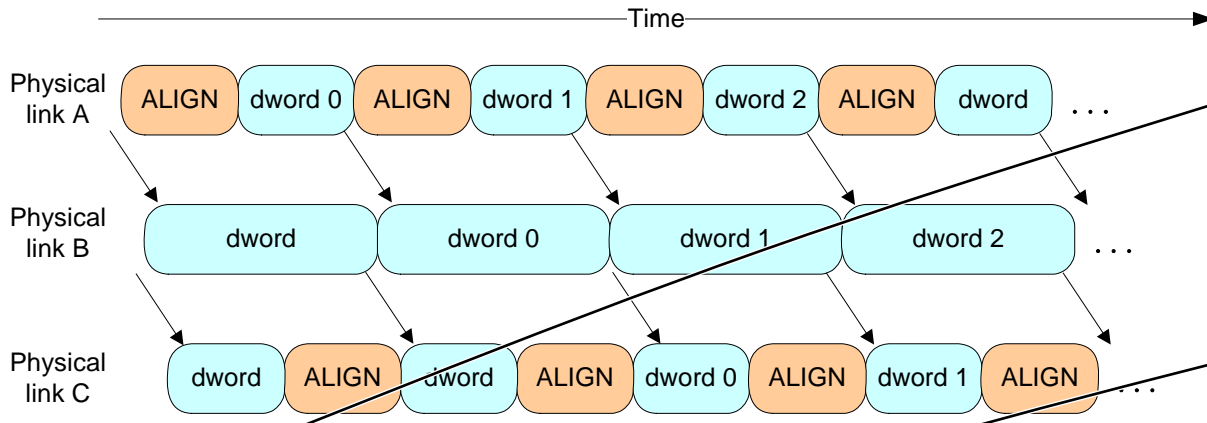 Time
Physical
link A
ALIGN dword 0 ALIGN dword 1 ALIGN dword 2 ALIGN dword . . .
Physical
link B
dword dword 0 dword 1 dword 2 . . .
Physical
link C
dword ALIGN dword ALIGN dword 0 ALIGN dword 1 ALIGN . . .